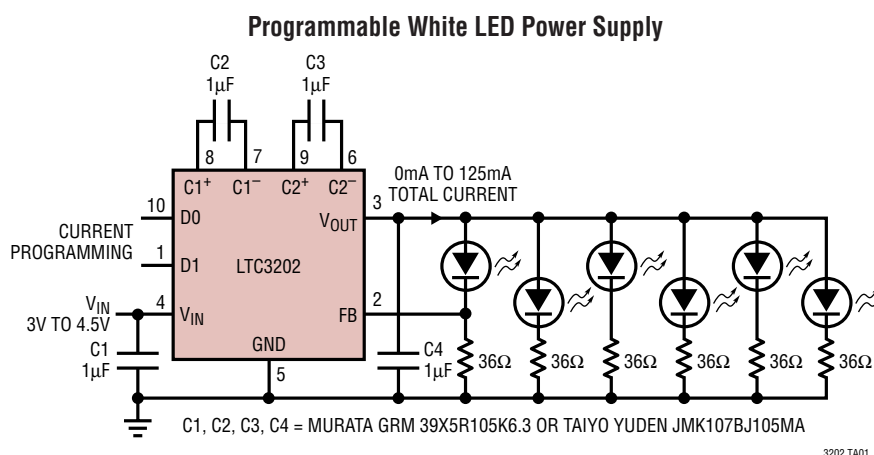 Programmable White LED Power Supply
C2
1µF
C3
1µF
8
7
9
6
C1+
C1–
C2+
C2–
0mA TO 125mA
TOTAL CURRENT
10
D0
3
VOUT
CURRENT
PROGRAMMING
1
D1
LTC3202
VIN
3V TO 4.5V
4
VIN
2
FB
GND
5
C1
1µF
C4
1µF
36Ω
36Ω
36Ω
36Ω
36Ω
36Ω
C1, C2, C3, C4 = MURATA GRM 39X5R105K6.3 OR TAIYO YUDEN JMK107BJ105MA
3202 TA01